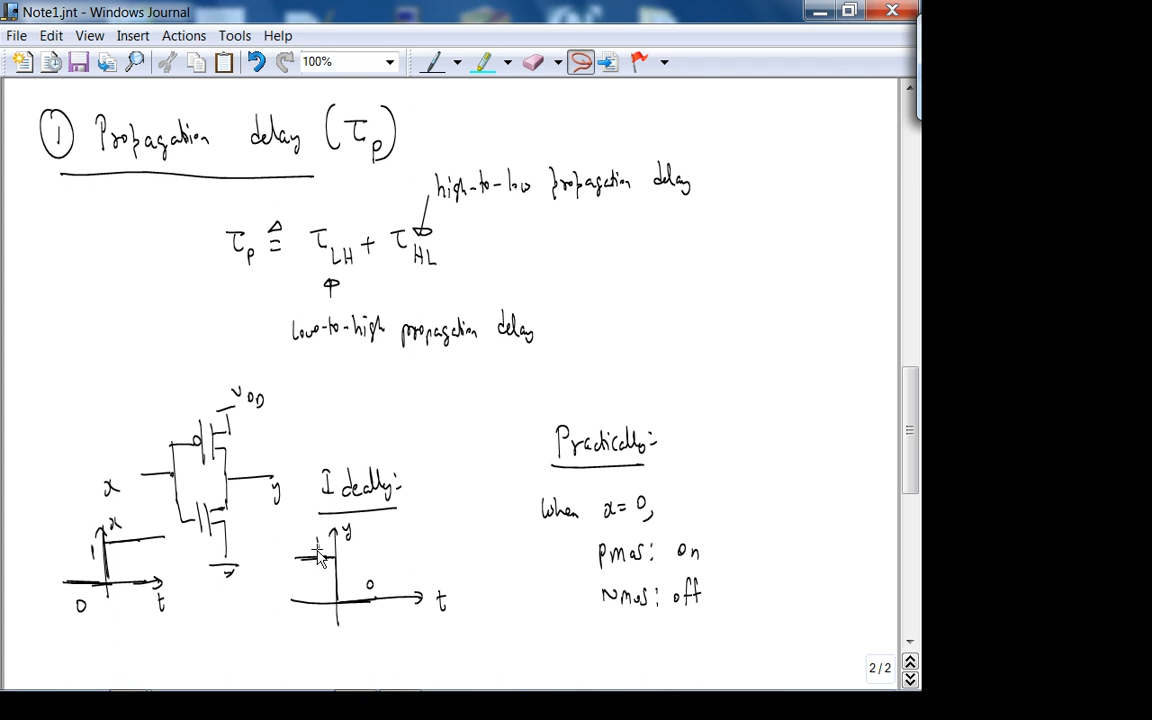 Note1.jnt - Windows Journal
File Edit View Insert Actions Tools Help
100%
① Propagation delay (τp)
high-to-low propagation delay
τp ≜ τLH + τHL
low-to-high propagation delay
VDD
x
y
Ideally:-
Practically:-
When x=0,
pmos: on
Nmos: off
x
1
0
t
y
1
0
t
2/2